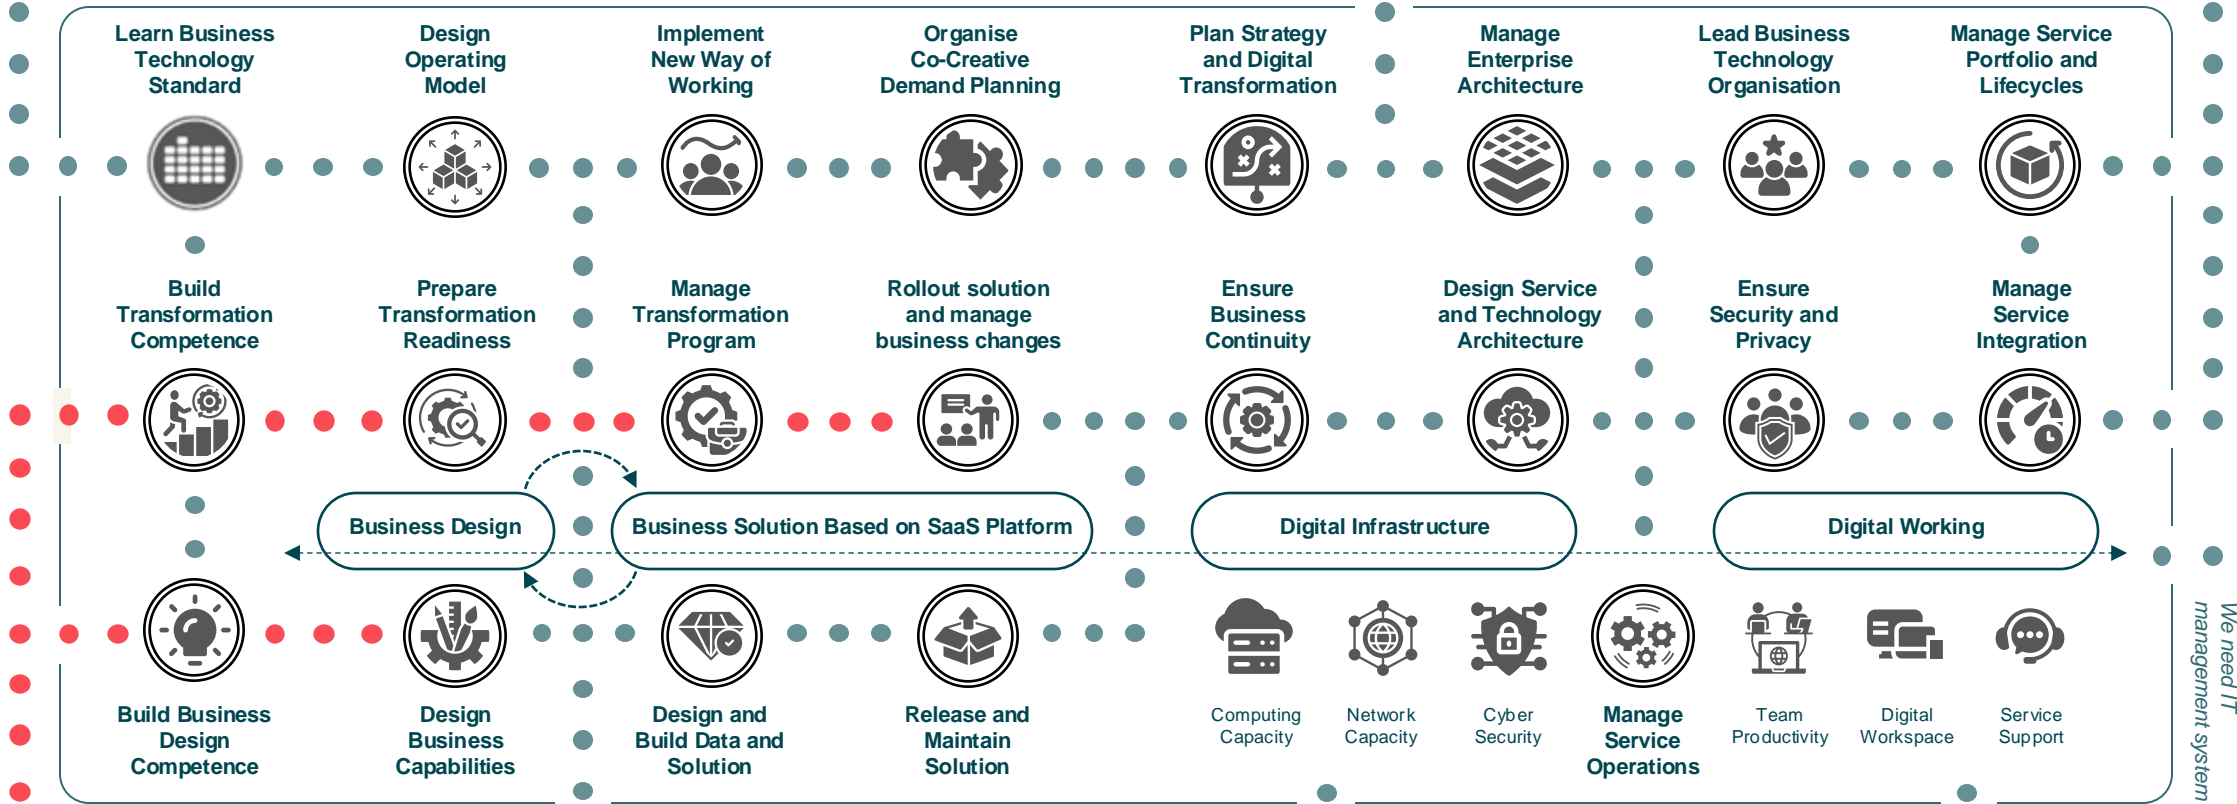 Learn Business
Technology
Standard
Design
Operating
Model
Implement
New Way of
Working
Organise
Co-Creative
Demand Planning
Plan Strategy
and Digital
Transformation
Manage
Enterprise
Architecture
Lead Business
Technology
Organisation
Manage Service
Portfolio and
Lifecycles
Build
Transformation
Competence
Prepare
Transformation
Readiness
Manage
Transformation
Program
Rollout solution
and manage
business changes
Ensure
Business
Continuity
Design Service
and Technology
Architecture
Ensure
Security and
Privacy
Manage
Service
Integration
Business Design
Business Solution Based on SaaS Platform
Digital Infrastructure
Digital Working
Build Business
Design
Competence
Design
Business
Capabilities
Design and
Build Data and
Solution
Release and
Maintain
Solution
Computing
Capacity
Network
Capacity
Cyber
Security
Manage
Service
Operations
Team
Productivity
Digital
Workspace
Service
Support
We need IT
management system